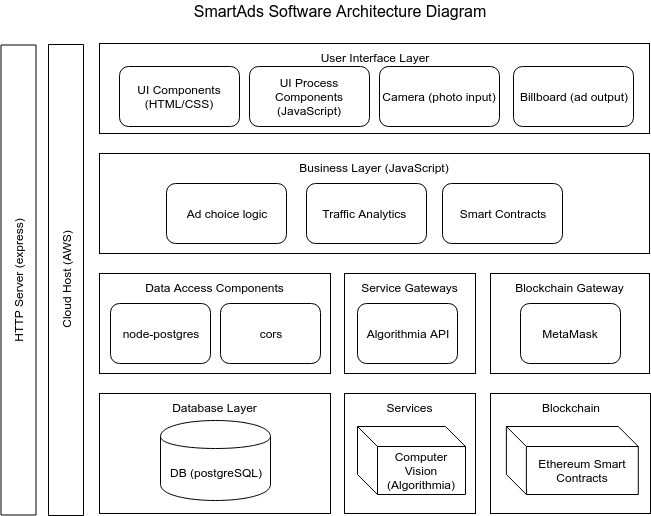 SmartAds Software Architecture Diagram
HTTP Server (express)
Cloud Host (AWS)
User Interface Layer
UI Components
(HTML/CSS)
UI Process
Components
(JavaScript)
Camera (photo input)
Billboard (ad output)
Business Layer (JavaScript)
Ad choice logic
Traffic Analytics
Smart Contracts
Data Access Components
node-postgres
cors
Service Gateways
Algorithmia API
Blockchain Gateway
MetaMask
Database Layer
DB (postgreSQL)
Services
Computer
Vision
(Algorithmia)
Blockchain
Ethereum Smart
Contracts